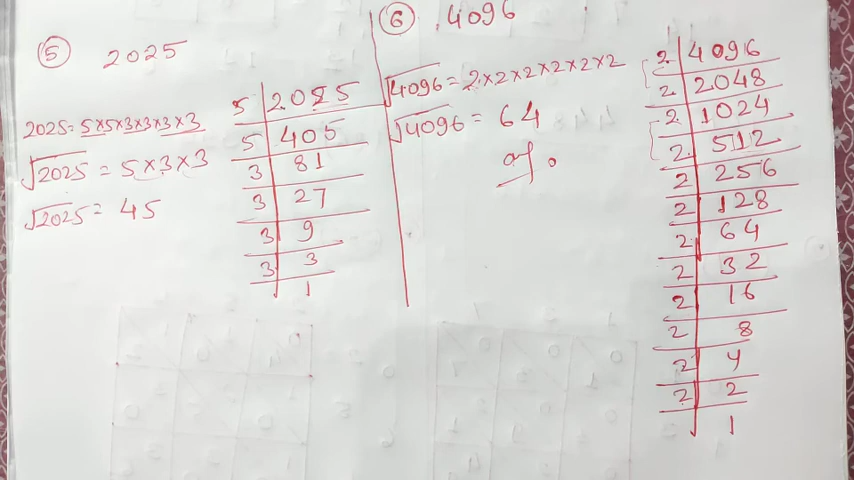 ⑤ 2025
2025=5×5×3×3×3×3
√2025 = 5×3×3
√2025 = 45
5 | 2025
5 | 405
3 | 81
3 | 27
3 | 9
3 | 3
1
⑥ 4096
√4096 = 2×2×2×2×2×2
√4096 = 64
2 | 4096
2 | 2048
2 | 1024
2 | 512
2 | 256
2 | 128
2 | 64
2 | 32
2 | 16
2 | 8
2 | 4
2 | 2
1